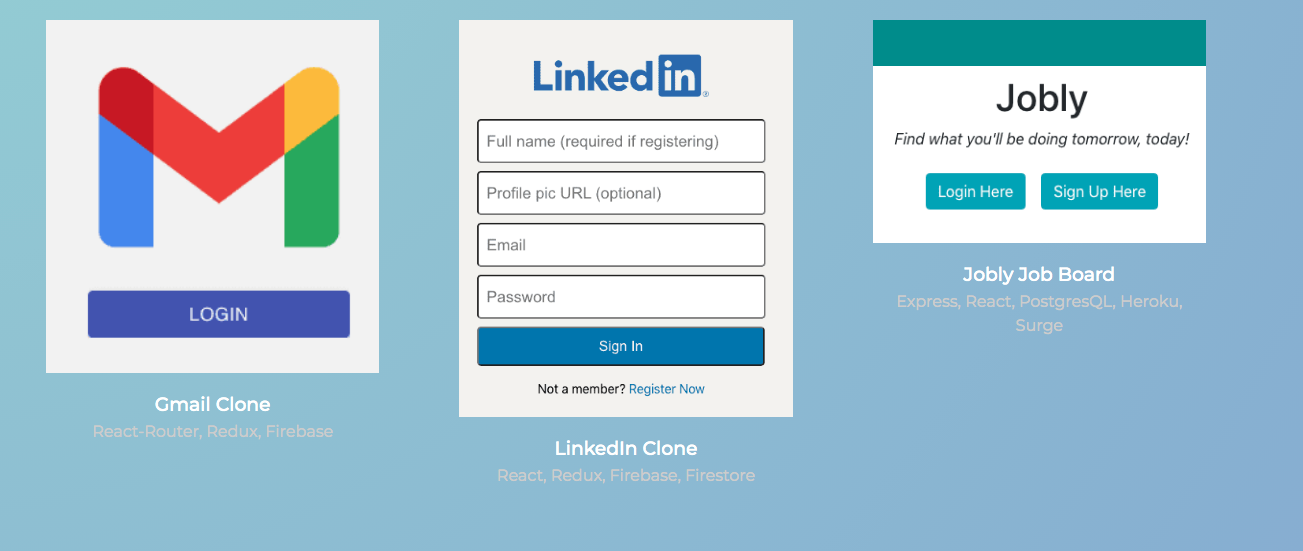 LOGIN
Gmail Clone
React-Router, Redux, Firebase
Linked in ®
Full name (required if registering)
Profile pic URL (optional)
Email
Password
Sign In
Not a member? Register Now
LinkedIn Clone
React, Redux, Firebase, Firestore
Jobly
Find what you'll be doing tomorrow, today!
Login Here Sign Up Here
Jobly Job Board
Express, React, PostgresQL, Heroku,
Surge